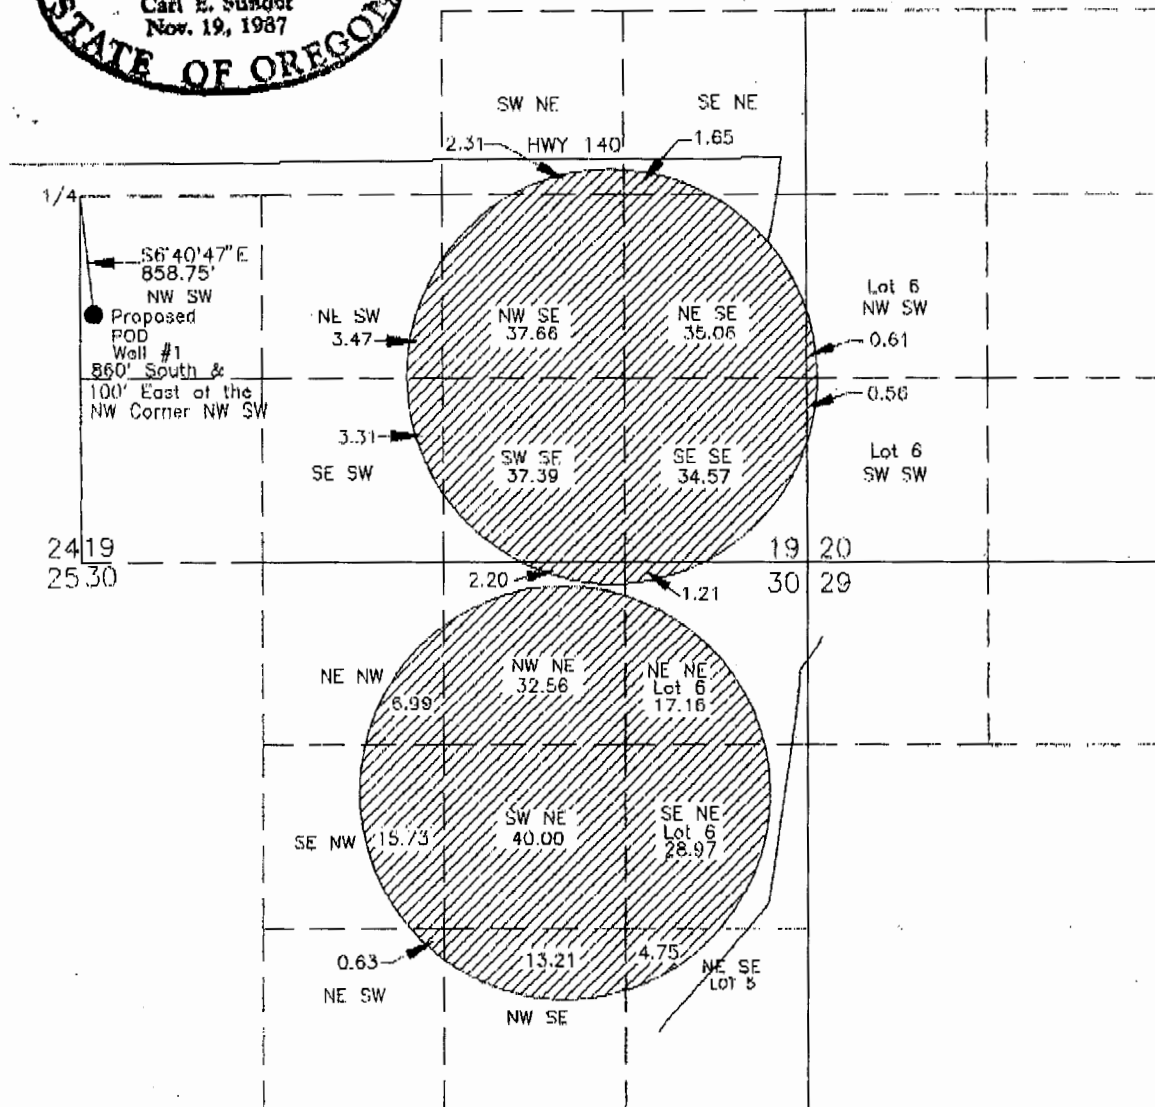 Carl E.
Nov. 19, 1987
STATE OF OREGON
SW NE
SE NE
2.31
HWY 140
1.65
1/4
S6°40'47"E
858.75'
NW SW
Proposed
POD
Well #1
860' South &
100' East of the
NW Corner NW SW
NE SW
3.47
NW SE
37.66
NE SE
35.06
Lot 6
NW SW
0.61
0.56
3.31
SE SW
SW SE
37.39
SE SE
34.57
Lot 6
SW SW
24 19
25 30
19 20
30 29
2.20
1.21
NE NW
6.99
NW NE
32.56
NE NE
Lot 6
17.16
SE NW
15.73
SW NE
40.00
SE NE
Lot 6
28.97
0.63
NE SW
13.21
4.75
NE SE
LOT
NW SE